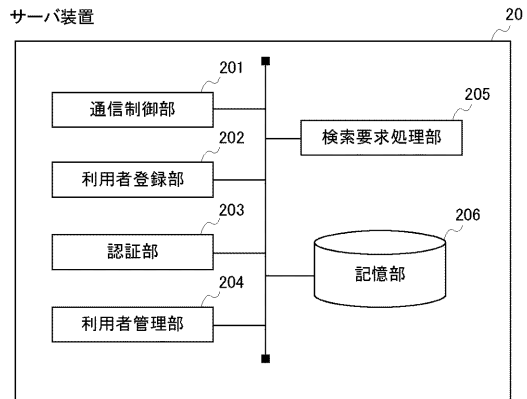 サーバ装置
20
201
通信制御部
202
利用者登録部
203
認証部
204
利用者管理部
205
検索要求処理部
206
記憶部